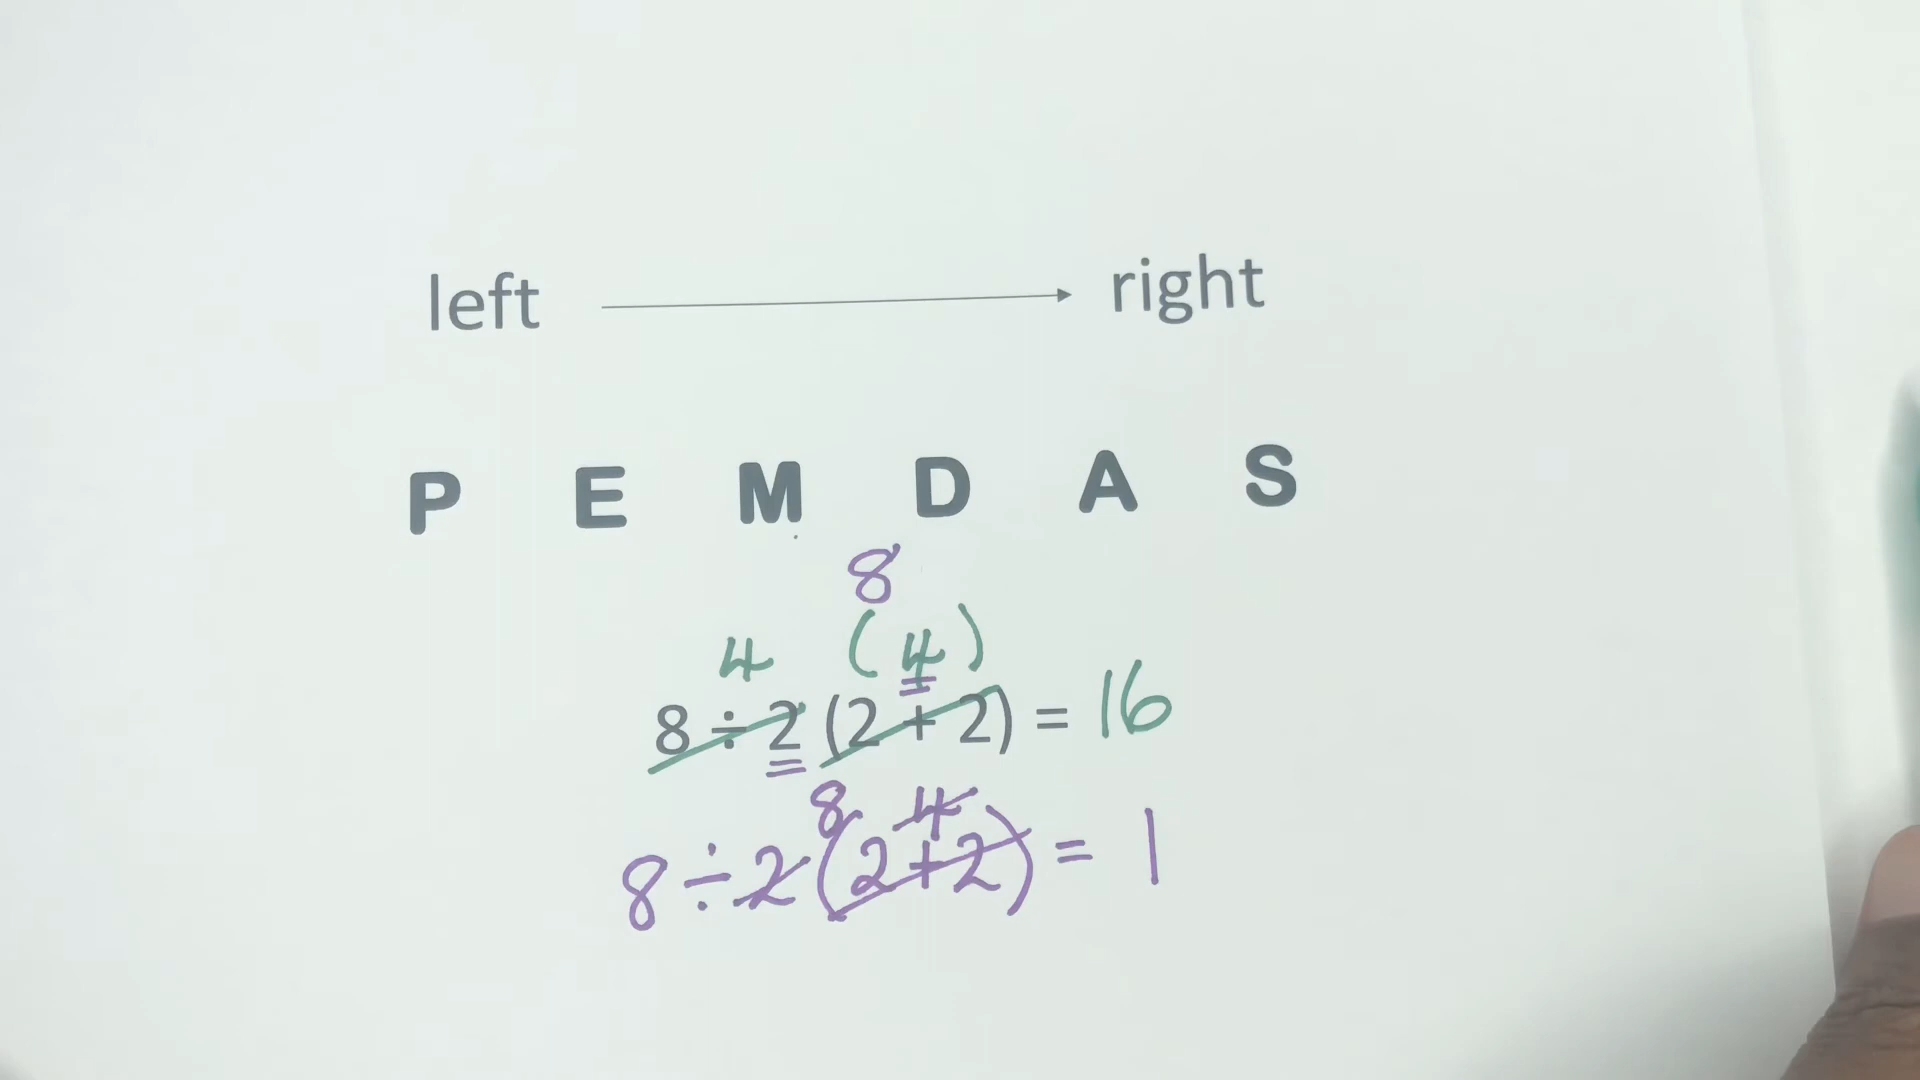 left → right
P E M D A S
8
4 (4)
8 ÷ 2 (2 + 2) = 16
8 4
8 ÷ 2 (2+2) = 1